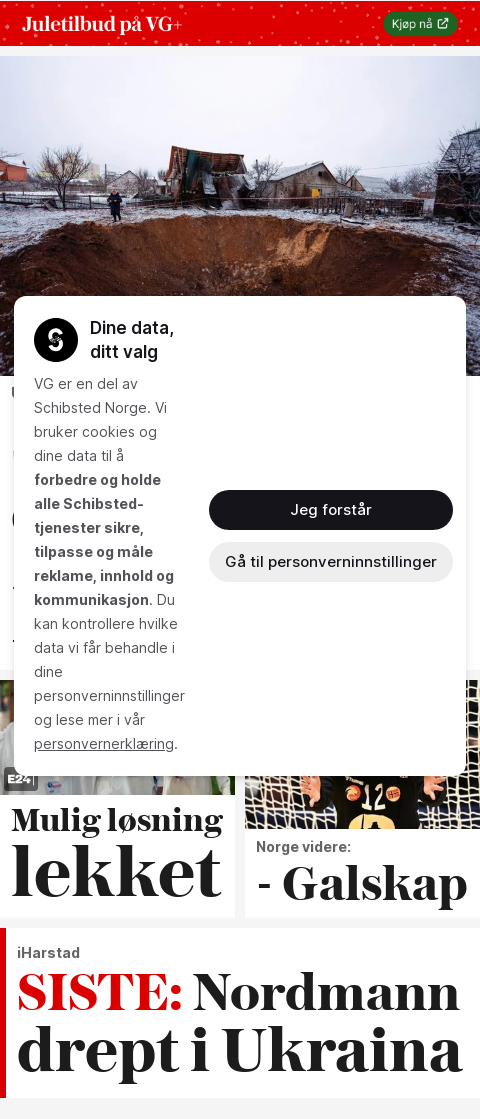 Juletilbud på VG+
Kjøp nå
Dine data,
ditt valg
VG er en del av
Schibsted Norge. Vi
bruker cookies og
dine data til å
forbedre og holde
alle Schibsted-
tjenester sikre,
tilpasse og måle
reklame, innhold og
kommunikasjon. Du
kan kontrollere hvilke
data vi får behandle i
dine
personverninnstillinger
og lese mer i vår
personvernerklæring.
Jeg forstår
Gå til personverninnstillinger
E24
Mulig løsning
lekket
12
Norge videre:
- Galskap
iHarstad
SISTE: Nordmann
drept i Ukraina